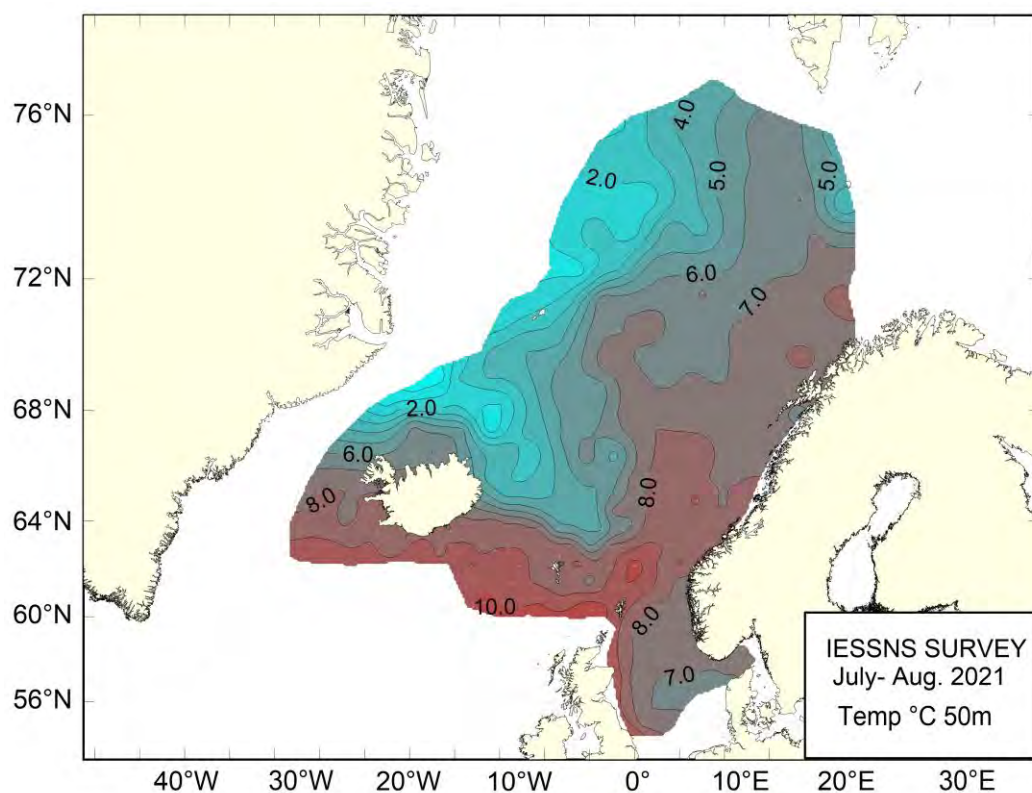 76°N
72°N
68°N
64°N
60°N
56°N
4.0
2.0
5.0
5.0
6.0
7.0
2.0
6.0
8.0
8.0
10.0
8.0
7.0
IESSNS SURVEY
July- Aug. 2021
Temp °C 50m
40°W
30°W
20°W
10°W
0°
10°E
20°E
30°E